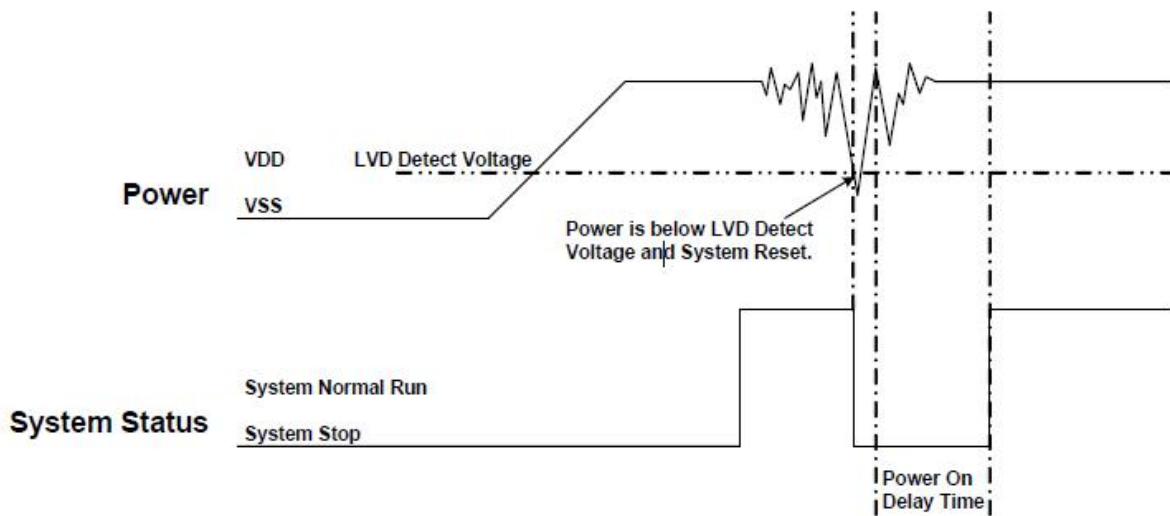 VDD
LVD Detect Voltage
Power
VSS
Power is below LVD Detect
Voltage and System Reset.
System Normal Run
System Status
System Stop
Power On
Delay Time